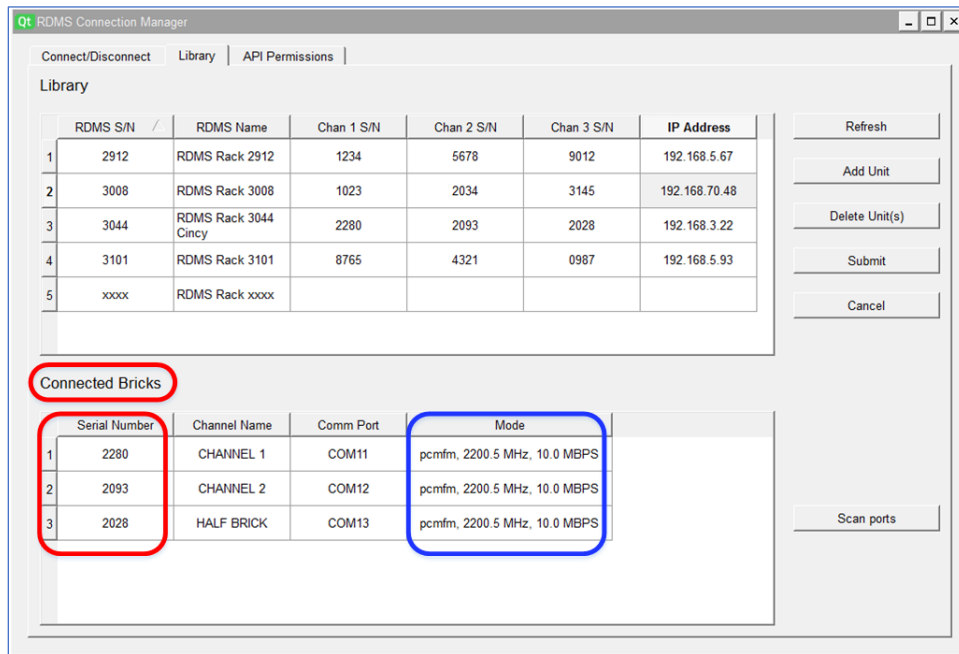 Qt RDMS Connection Manager
Connect/Disconnect Library API Permissions
Library
RDMS S/N RDMS Name Chan 1 S/N Chan 2 S/N Chan 3 S/N IP Address
1 2912 RDMS Rack 2912 1234 5678 9012 192.168.5.67
2 3008 RDMS Rack 3008 1023 2034 3145 192.168.70.48
3 3044 RDMS Rack 3044 Cincy 2280 2093 2028 192.168.3.22
4 3101 RDMS Rack 3101 8765 4321 0987 192.168.5.93
5 xxxx RDMS Rack xxxx
Refresh
Add Unit
Delete Unit(s)
Submit
Cancel
Connected Bricks
Serial Number Channel Name Comm Port Mode
1 2280 CHANNEL 1 COM11 pcmfm, 2200.5 MHz, 10.0 MBPS
2 2093 CHANNEL 2 COM12 pcmfm, 2200.5 MHz, 10.0 MBPS
3 2028 HALF BRICK COM13 pcmfm, 2200.5 MHz, 10.0 MBPS
Scan ports